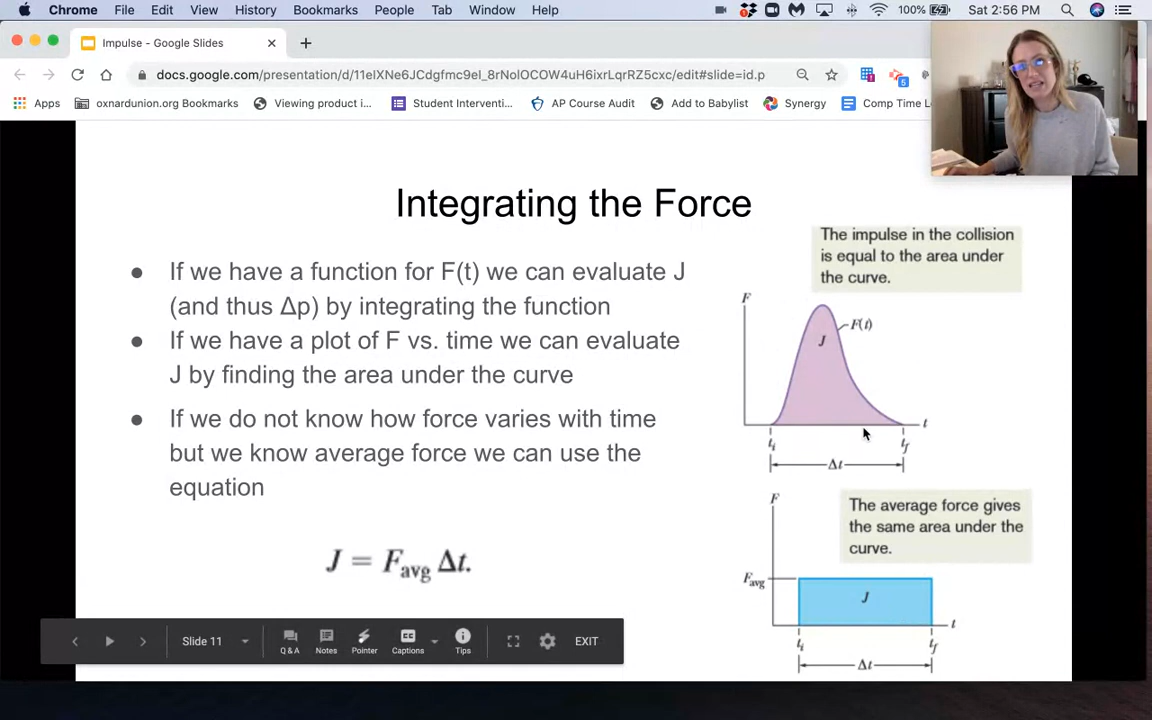 Chrome File Edit View History Bookmarks People Tab Window Help 100% Sat 2:56 PM
Impulse - Google Slides
docs.google.com/presentation/d/11eIXNe6JCdgfmc9eI_8rNolOCOW4uH6ixrLqrRZ5cxc/edit#slide=id.p
5
Apps oxnardunion.org Bookmarks Viewing product i... Student Interventi... AP Course Audit Add to Babylist Synergy Comp Time L
Integrating the Force
● If we have a function for F(t) we can evaluate J
(and thus Δp) by integrating the function
● If we have a plot of F vs. time we can evaluate
J by finding the area under the curve
● If we do not know how force varies with time
but we know average force we can use the
equation
J = Favg Δt.
The impulse in the collision
is equal to the area under
the curve.
F
F(t)
J
t
ti tf
Δt
The average force gives
the same area under the
curve.
F
Favg
J
t
ti tf
Δt
Slide 11 Q & A Notes Pointer CC Captions Tips EXIT